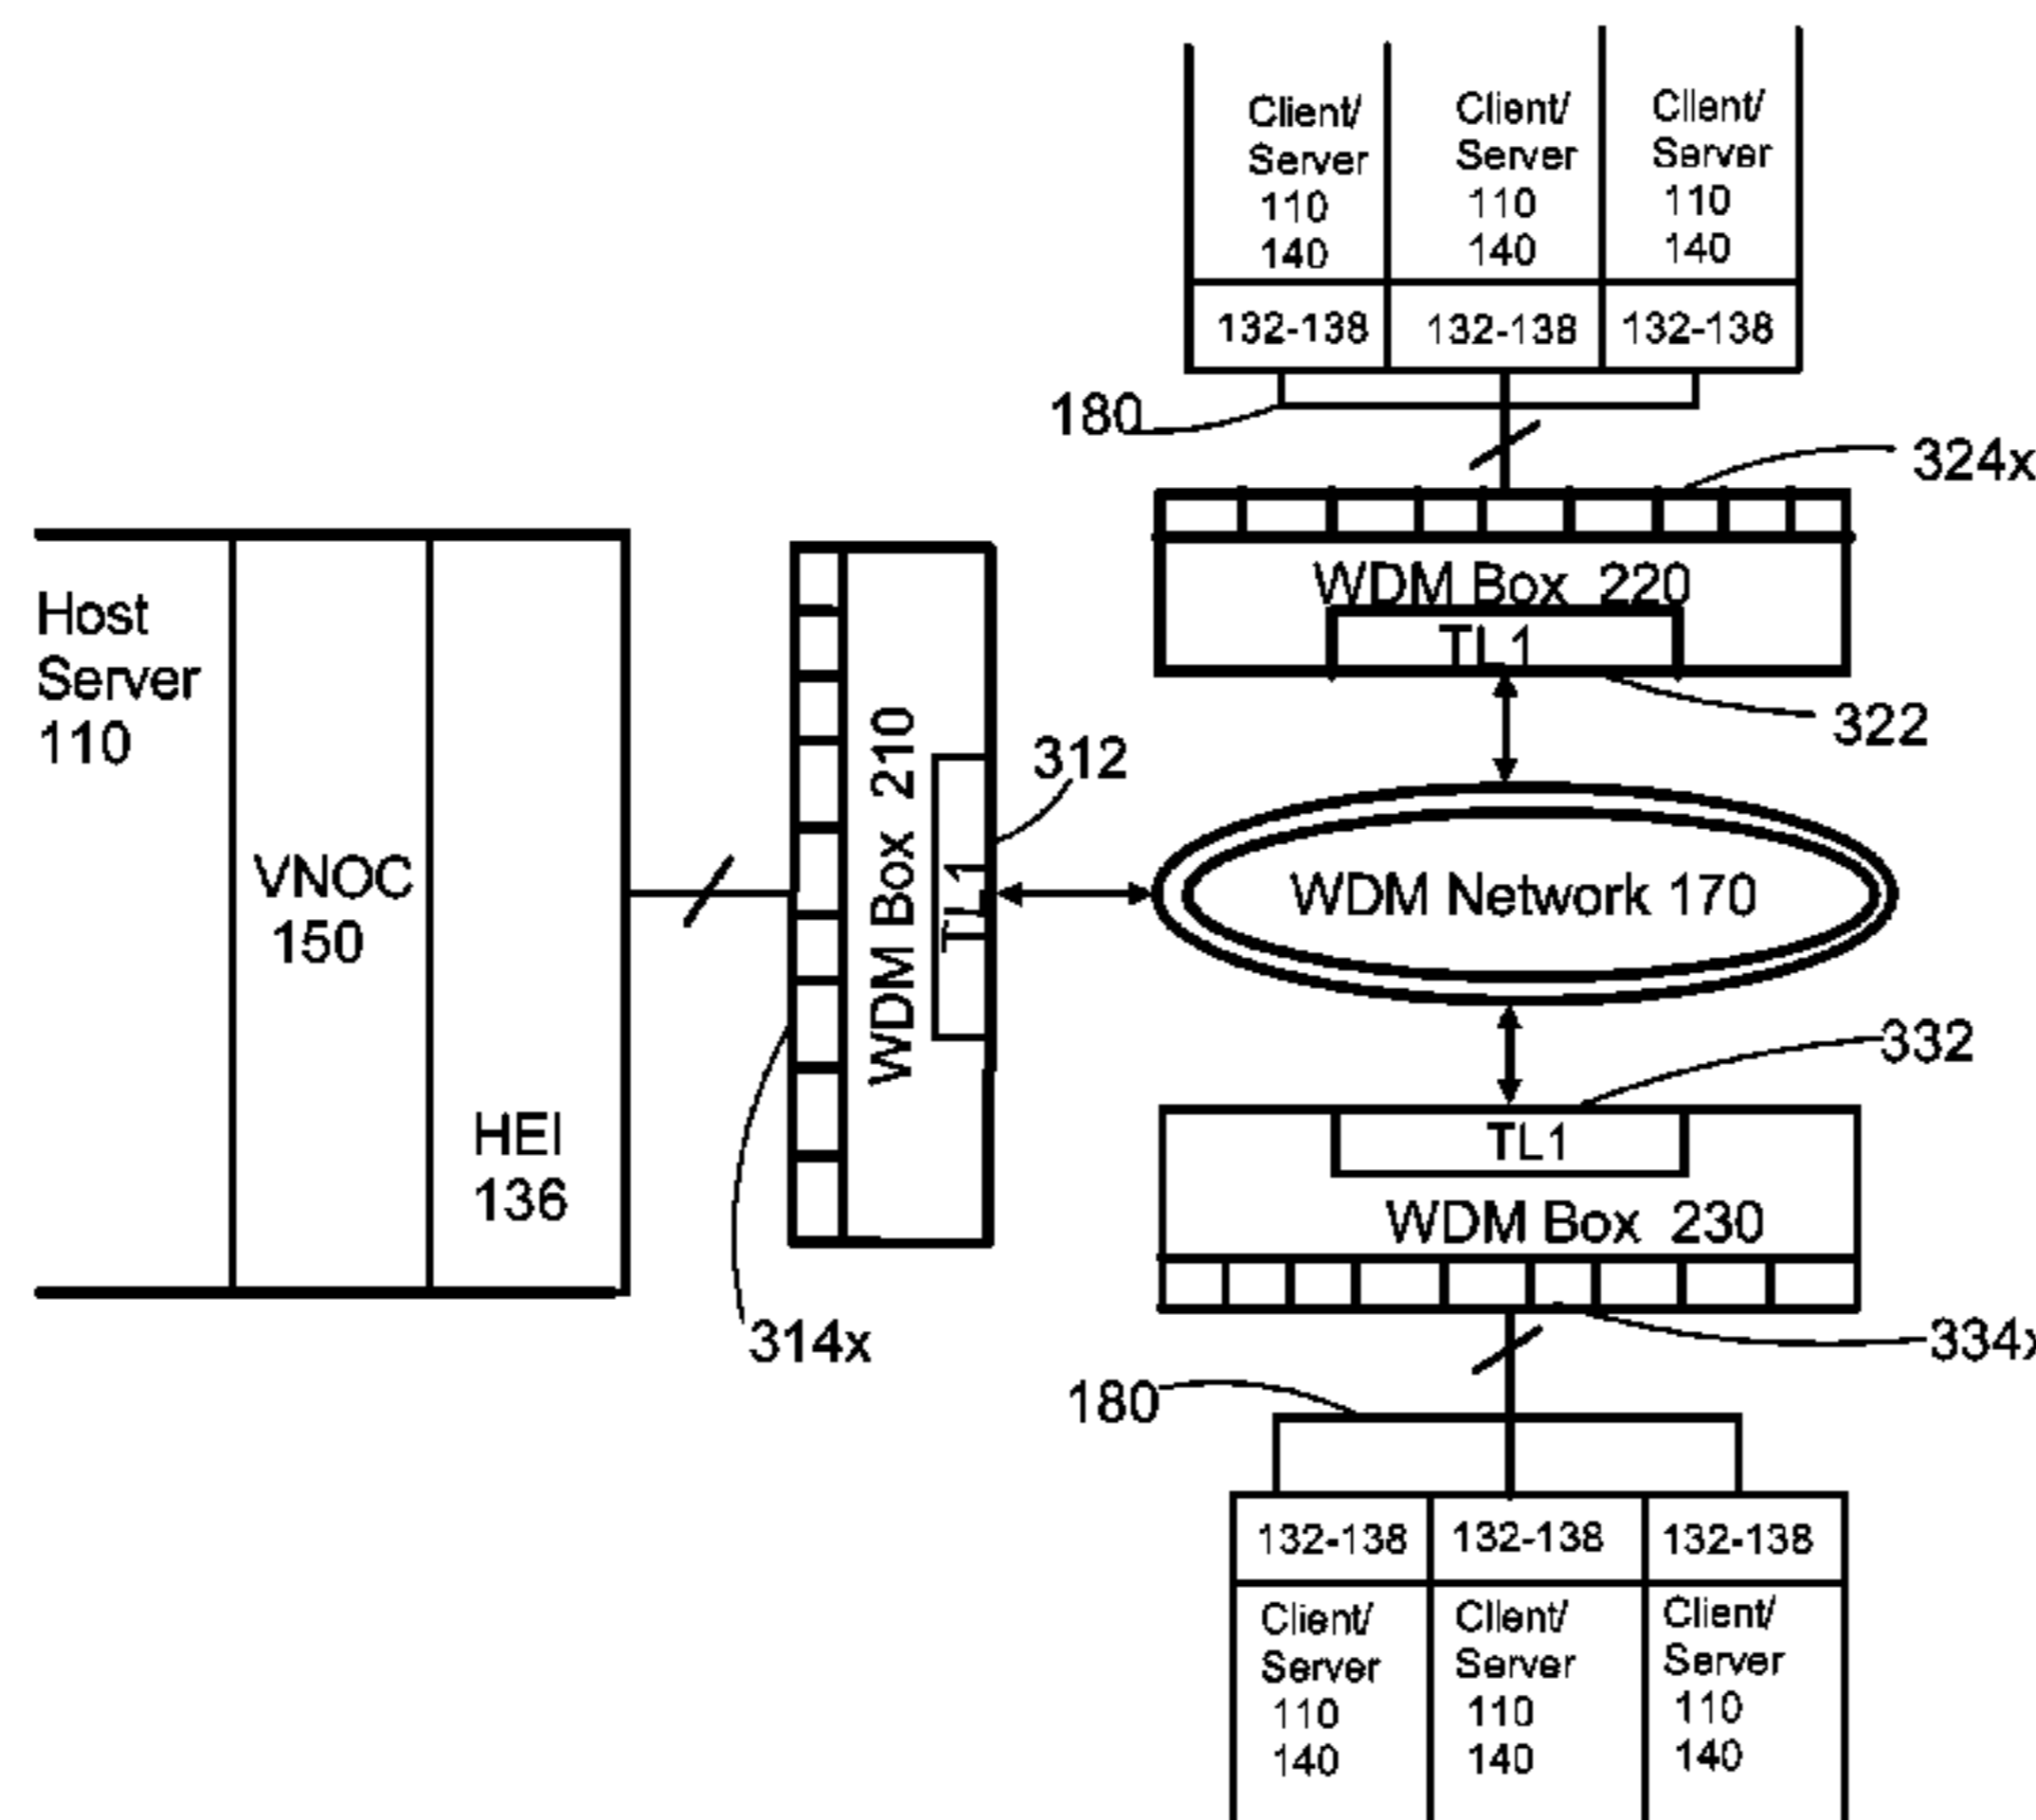 Client/
Server
110
140
Client/
Server
110
140
Client/
Server
110
140
132-138
132-138
132-138
180
324x
WDM Box 220
TL1
322
Host
Server
110
VNOC
150
HEI
136
WDM Box 210
TL1
312
314x
WDM Network 170
332
TL1
WDM Box 230
334x
180
132-138
132-138
132-138
Client/
Server
110
140
Client/
Server
110
140
Client/
Server
110
140